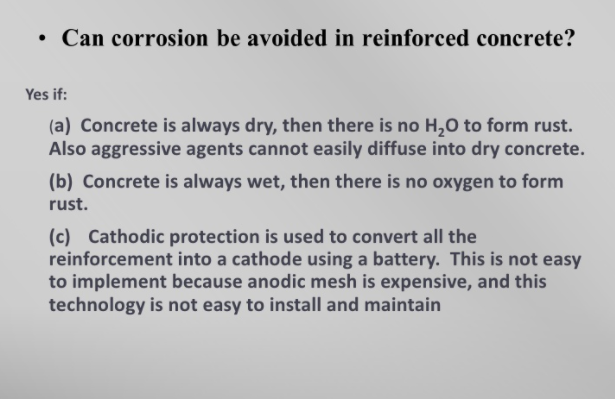 • Can corrosion be avoided in reinforced concrete?
Yes if:
(a) Concrete is always dry, then there is no H₂O to form rust.
Also aggressive agents cannot easily diffuse into dry concrete.
(b) Concrete is always wet, then there is no oxygen to form
rust.
(c) Cathodic protection is used to convert all the
reinforcement into a cathode using a battery. This is not easy
to implement because anodic mesh is expensive, and this
technology is not easy to install and maintain